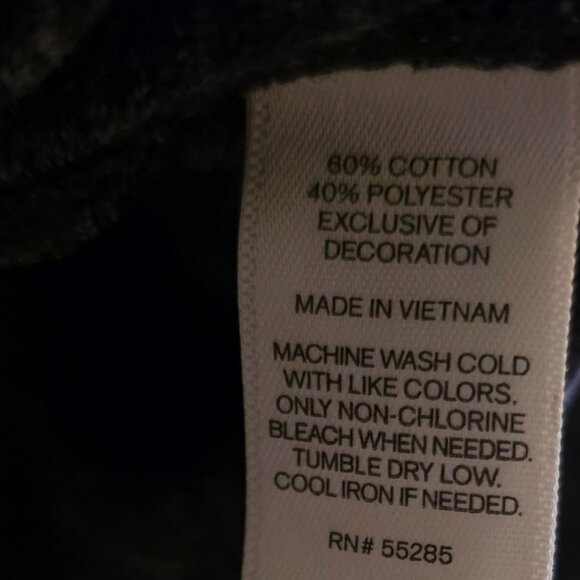 60% COTTON
40% POLYESTER
EXCLUSIVE OF
DECORATION
MADE IN VIETNAM
MACHINE WASH COLD
WITH LIKE COLORS.
ONLY NON-CHLORINE
BLEACH WHEN NEEDED.
TUMBLE DRY LOW.
COOL IRON IF NEEDED.
RN# 55285